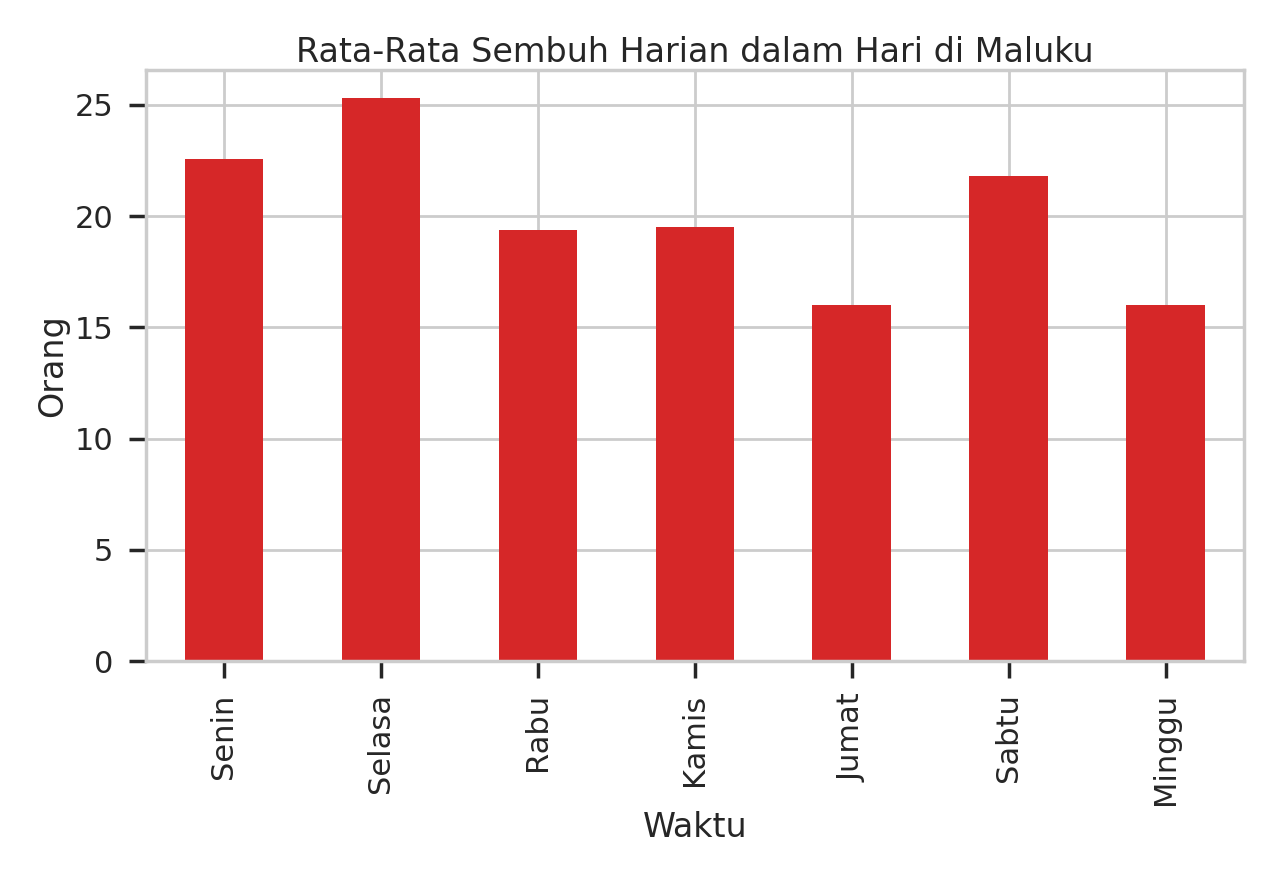 Rata-Rata Sembuh Harian dalam Hari di Maluku
Orang
25
20
15
10
5
0
Senin
Selasa
Rabu
Kamis
Jumat
Sabtu
Minggu
Waktu